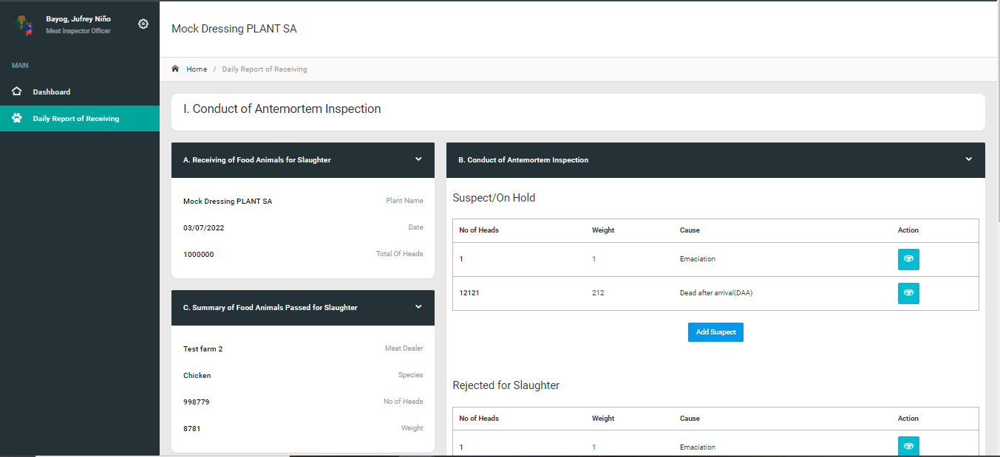 Bayog, Jufrey Niño
Meat Inspector Officer
MAIN
Dashboard
Daily Report of Receiving
Mock Dressing PLANT SA
Home / Daily Report of Receiving
I. Conduct of Antemortem Inspection
A. Receiving of Food Animals for Slaughter
Mock Dressing PLANT SA Plant Name
03/07/2022 Date
1000000 Total Of Heads
C. Summary of Food Animals Passed for Slaughter
Test farm 2 Meat Dealer
Chicken Species
998779 No of Heads
8781 Weight
B. Conduct of Antemortem Inspection
Suspect/On Hold
No of Heads Weight Cause Action
1 1 Emaciation
12121 212 Dead after arrival(DAA)
Add Suspect
Rejected for Slaughter
No of Heads Weight Cause Action
1 1 Emaciation